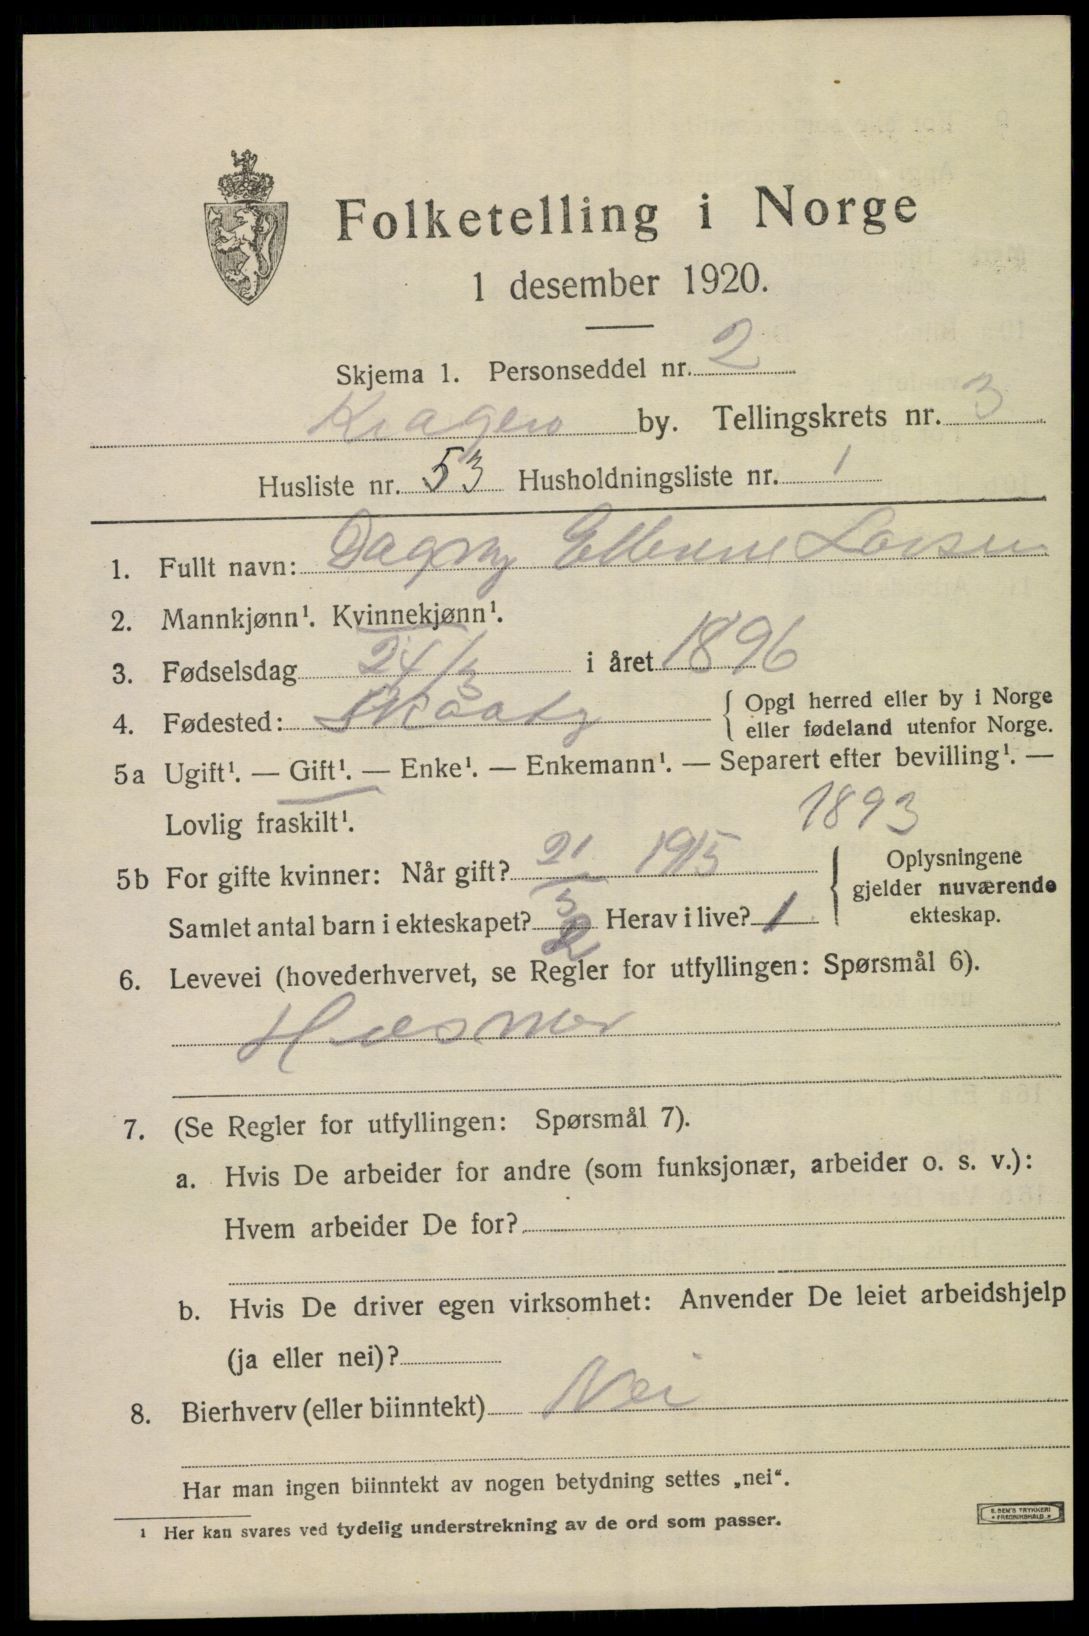 Folketelling i Norge
1 desember 1920.
Skjema 1. Personseddel nr. 2
Kragerø by. Tellingskrets nr. 3
Husliste nr. 53 Husholdningsliste nr. 1
1. Fullt navn: Dagny Ellevine Larsen
2. Mannkjønn¹. Kvinnekjønn¹.
3. Fødselsdag 24/3 i året 1896
4. Fødested: Skaatø { Opgi herred eller by i Norge
eller fødeland utenfor Norge.
5a Ugift¹. — Gift¹. — Enke¹. — Enkemann¹. — Separert efter bevilling¹. —
Lovlig fraskilt¹. 1893
5b For gifte kvinner: Når gift? 21/3 1915 { Oplysningene
gjelder nuværende
ekteskap.
Samlet antal barn i ekteskapet? 2 Herav i live? 1
6. Levevei (hovederhvervet, se Regler for utfyllingen: Spørsmål 6).
Husmor
7. (Se Regler for utfyllingen: Spørsmål 7).
a. Hvis De arbeider for andre (som funksjonær, arbeider o. s. v.):
Hvem arbeider De for?
b. Hvis De driver egen virksomhet: Anvender De leiet arbeidshjelp
(ja eller nei)?
8. Bierhverv (eller biinntekt) Nei
Har man ingen biinntekt av nogen betydning settes „nei“.
¹ Her kan svares ved tydelig understrekning av de ord som passer.
E. SEM'S TRYKKERI
* FREDRIKSHALD *